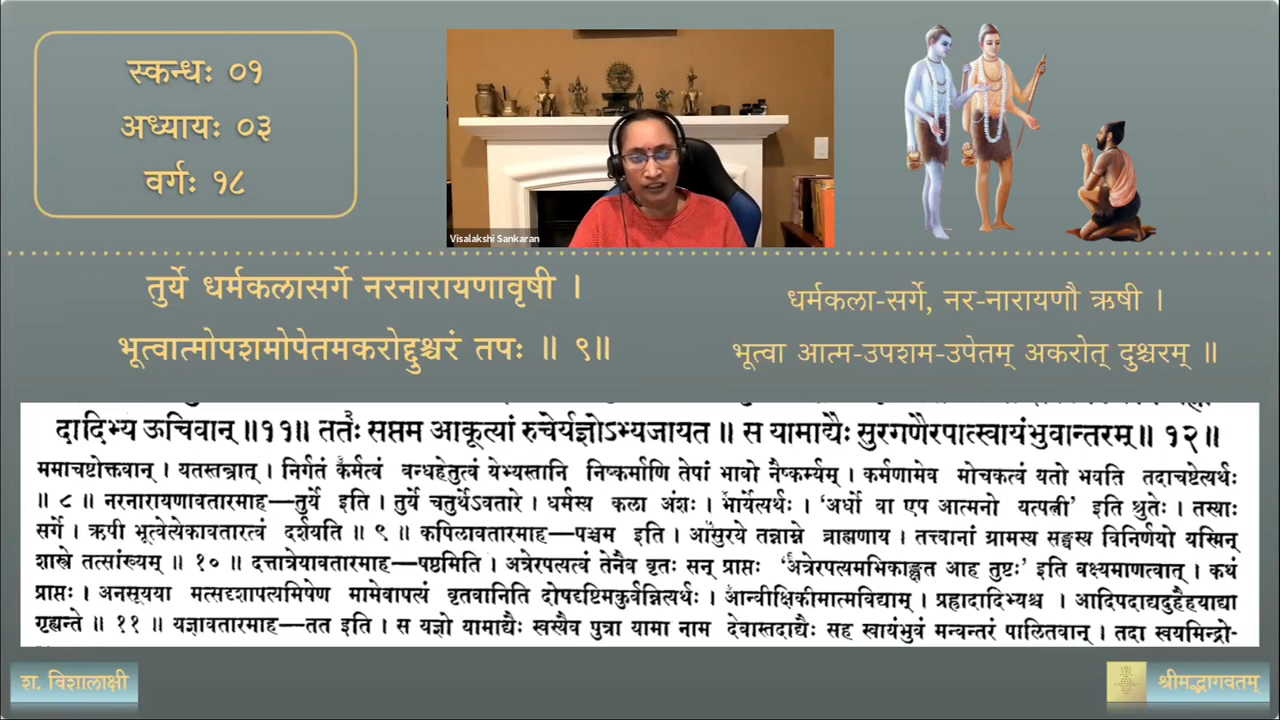 स्कन्धः ०१
अध्यायः ०३
वर्गः १८
Visalakshi Sankaran
तुर्ये धर्मकलासर्गे नरनारायणावृषी ।
भूत्वात्मोपशमोपेतमकरोद्दुश्चरं तपः ॥ ९॥
धर्मकला-सर्गे, नर-नारायणौ ऋषी ।
भूत्वा आत्म-उपशम-उपेतम् अकरोत् दुश्चरम् ॥
दादिभ्य ऊचिवान् ॥११॥ ततः सप्तम आकूत्यां रुचेर्यज्ञोऽभ्यजायत ॥ स यामाद्यैः सुरगणैरपात्स्वायंभुवान्तरम् ॥ १२॥
ममाचष्टोक्तवान् । यतस्तन्त्रात् । निर्गतं कर्मत्वं बन्धहेतुत्वं येभ्यस्तानि निष्कर्माणि तेषां भावो नैष्कर्म्यम् । कर्मणामेव मोचकत्वं यतो भवति तदाचष्टेत्यर्थः
॥ ८ ॥ नरनारायणावतारमाह—तुर्ये इति । तुर्ये चतुर्थेऽवतारे । धर्मस्य कला अंशः । भार्येत्यर्थः । ‘अर्धो वा एष आत्मनो यत्पत्नी’ इति श्रुतेः । तस्याः
सर्गे । ऋषी भूत्वेत्येकावतारत्वं दर्शयति ॥ ९ ॥ कपिलावतारमाह—पञ्चम इति । आसुरये तन्नाम्ने ब्राह्मणाय । तत्त्वानां ग्रामस्य सङ्घस्य विनिर्णयो यस्मिन्
शास्त्रे तत्सांख्यम् ॥ १० ॥ दत्तात्रेयावतारमाह—षष्ठमिति । अत्रेरपत्यत्वं तेनैव वृतः सन् प्राप्तः ‘अत्रेरपत्यमभिकाङ्क्षत आह तुष्टः’ इति वक्ष्यमाणत्वात् । कथं
प्राप्तः । अनसूयया मत्सदृशापत्यमिषेण मामेवापत्यं वृतवानिति दोषदृष्टिमकुर्वन्नित्यर्थः । आन्वीक्षिकीमात्मविद्याम् । प्रह्रादादिभ्यश्च । आदिपदाद्यदुहैहयाद्या
गृह्यन्ते ॥ ११ ॥ यज्ञावतारमाह—तत इति । स यज्ञो यामाद्यैः स्वस्यैव पुत्रा यामा नाम देवास्तदाद्यैः सह स्वायंभुवं मन्वन्तरं पालितवान् । तदा स्वयमिन्द्रो-
श. विशालाक्षी
श्रीमद्भागवतम्